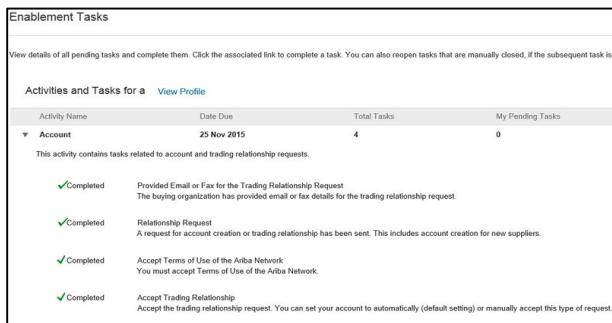 Enablement Tasks
View details of all pending tasks and complete them. Click the associated link to complete a task. You can also reopen tasks that are manually closed, if the subsequent task is
Activities and Tasks for a View Profile
Activity Name Date Due Total Tasks My Pending Tasks
Account 25 Nov 2015 4 0
This activity contains tasks related to account and trading relationship requests.
Completed Provided Email or Fax for the Trading Relationship Request
The buying organization has provided email or fax details for the trading relationship request.
Completed Relationship Request
A request for account creation or trading relationship has been sent. This includes account creation for new suppliers.
Completed Accept Terms of Use of the Ariba Network
You must accept Terms of Use of the Ariba Network.
Completed Accept Trading Relationship
Accept the trading relationship request. You can set your account to automatically (default setting) or manually accept this type of request.